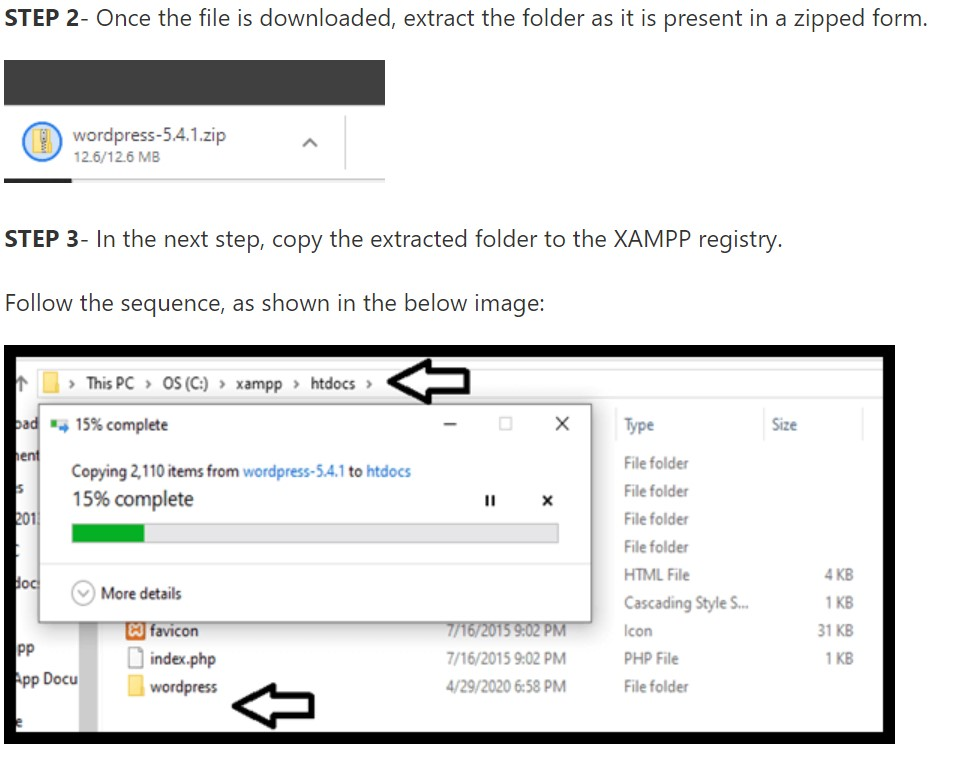 STEP 2- Once the file is downloaded, extract the folder as it is present in a zipped form.
wordpress-5.4.1.zip
12.6/12.6 MB
STEP 3- In the next step, copy the extracted folder to the XAMPP registry.
Follow the sequence, as shown in the below image:
This PC > OS (C:) > xampp > htdocs >
15% complete
Type Size
Copying 2,110 items from wordpress-5.4.1 to htdocs
File folder
15% complete
File folder
File folder
File folder
HTML File 4 KB
More details
Cascading Style S... 1 KB
favicon 7/16/2015 9:02 PM Icon 31 KB
index.php 7/16/2015 9:02 PM PHP File 1 KB
App Docu
wordpress 4/29/2020 6:58 PM File folder